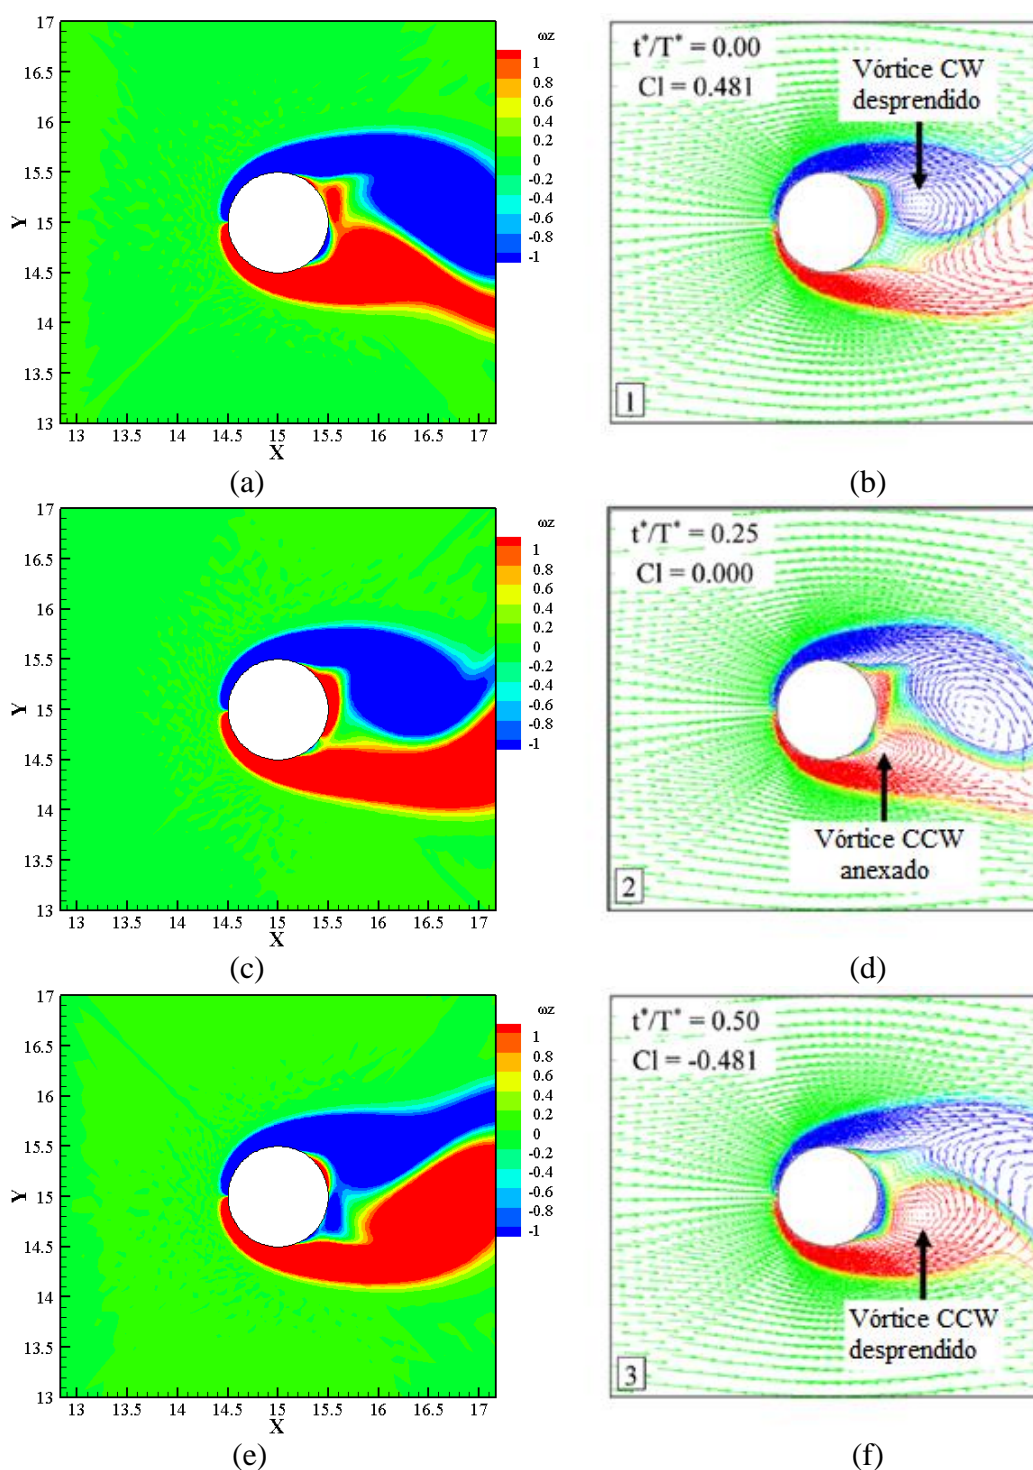 17
16.5
16
15.5
15
14.5
14
13.5
13
Y
13 13.5 14 14.5 15 15.5 16 16.5 17
X
ωz
1
0.8
0.6
0.4
0.2
0
-0.2
-0.4
-0.6
-0.8
-1
(a)
t*/T* = 0.00
Cl = 0.481
Vórtice CW
desprendido
1
(b)
17
16.5
16
15.5
15
14.5
14
13.5
13
Y
13 13.5 14 14.5 15 15.5 16 16.5 17
X
ωz
1
0.8
0.6
0.4
0.2
0
-0.2
-0.4
-0.6
-0.8
-1
(c)
t*/T* = 0.25
Cl = 0.000
Vórtice CCW
anexado
2
(d)
17
16.5
16
15.5
15
14.5
14
13.5
13
Y
13 13.5 14 14.5 15 15.5 16 16.5 17
X
ωz
1
0.8
0.6
0.4
0.2
0
-0.2
-0.4
-0.6
-0.8
-1
(e)
t*/T* = 0.50
Cl = -0.481
Vórtice CCW
desprendido
3
(f)